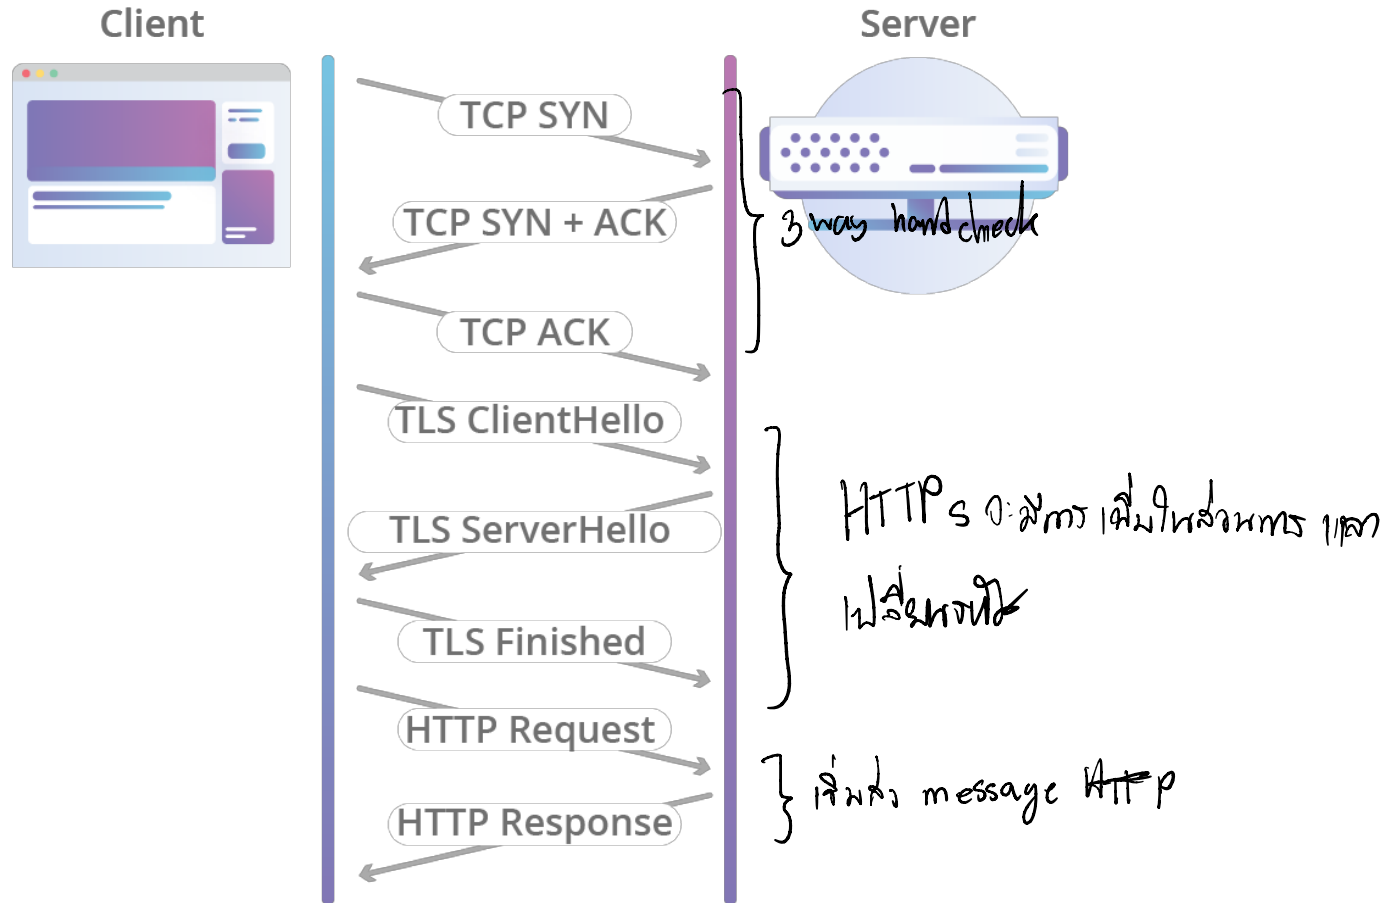 Client
Server
TCP SYN
TCP SYN + ACK
3 way hand check
TCP ACK
TLS ClientHello
HTTPs จะมีการ เพิ่มในส่วนการ แลก
TLS ServerHello
เปลี่ยนรหัส
TLS Finished
HTTP Request
เริ่มส่ง message HTTP
HTTP Response